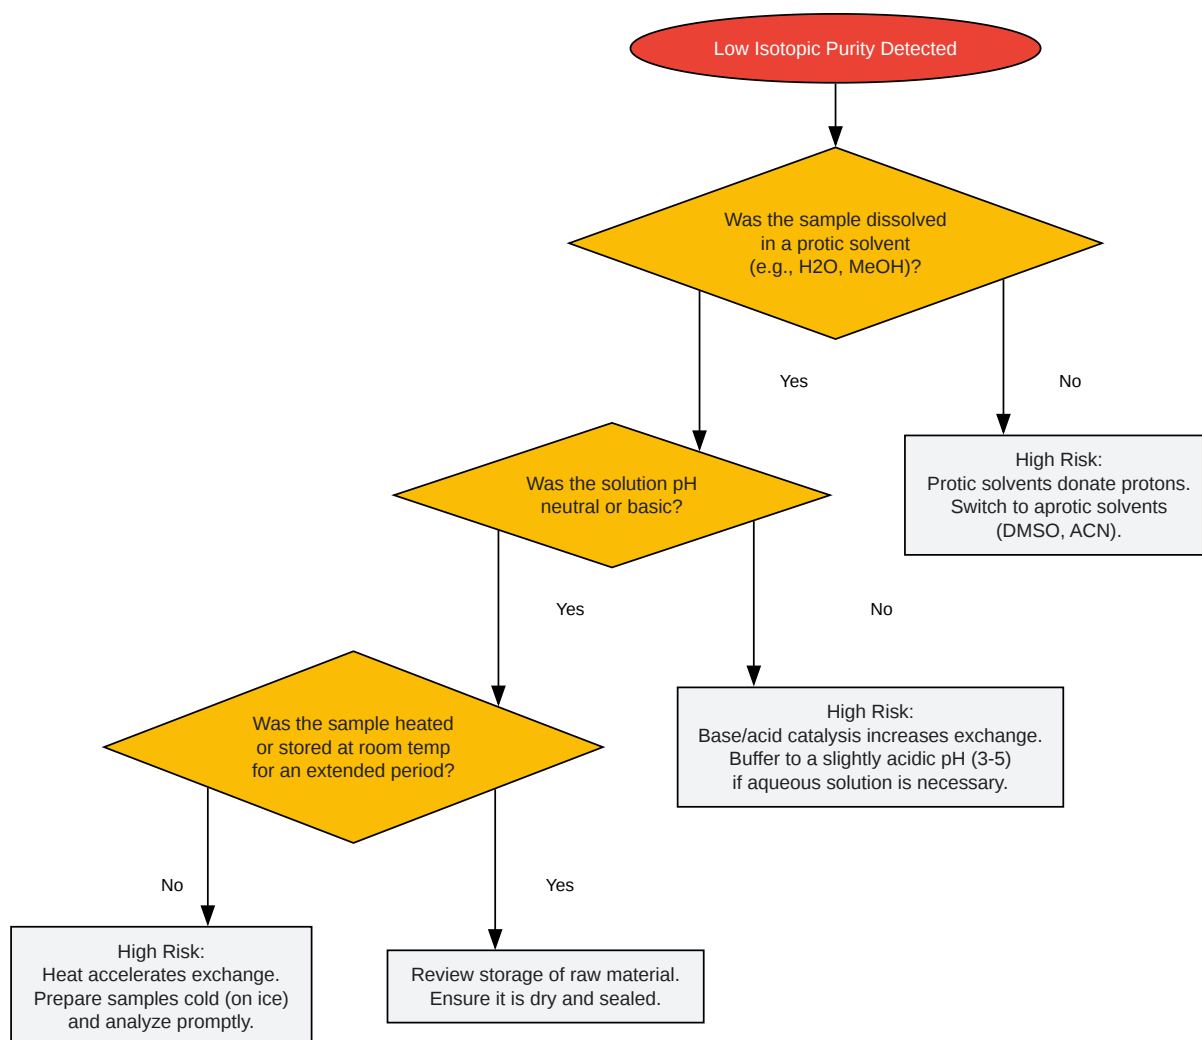 Low Isotopic Purity Detected
Was the sample dissolved
in a protic solvent
(e.g., H2O, MeOH)?
Yes
No
High Risk:
Protic solvents donate protons.
Switch to aprotic solvents
(DMSO, ACN).
Was the solution pH
neutral or basic?
Yes
No
High Risk:
Base/acid catalysis increases exchange.
Buffer to a slightly acidic pH (3-5)
if aqueous solution is necessary.
Was the sample heated
or stored at room temp
for an extended period?
No
Yes
High Risk:
Heat accelerates exchange.
Prepare samples cold (on ice)
and analyze promptly.
Review storage of raw material.
Ensure it is dry and sealed.